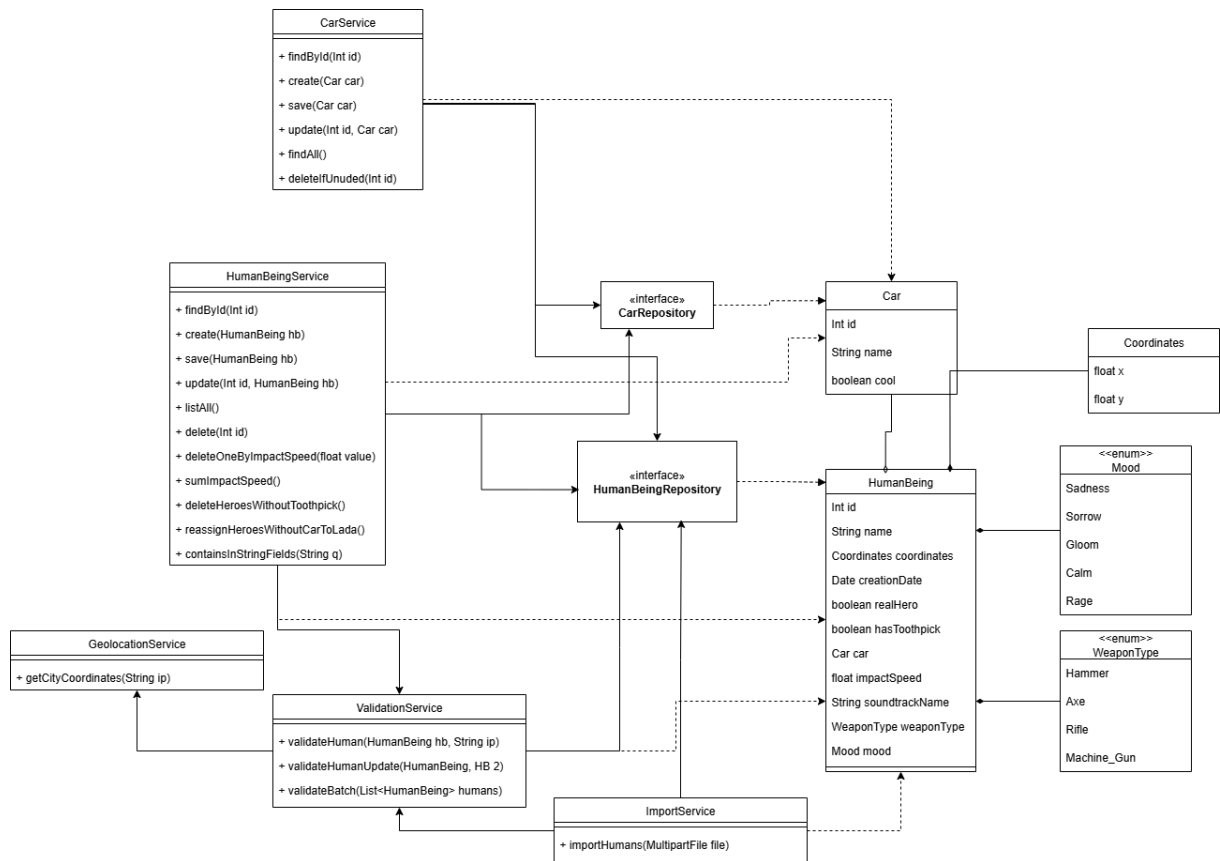 CarService
+ findById(Int id)
+ create(Car car)
+ save(Car car)
+ update(Int id, Car car)
+ findAll()
+ deleteIfUnuded(Int id)
HumanBeingService
+ findById(Int id)
+ create(HumanBeing hb)
+ save(HumanBeing hb)
+ update(Int id, HumanBeing hb)
+ listAll()
+ delete(Int id)
+ deleteOneByImpactSpeed(float value)
+ sumImpactSpeed()
+ deleteHeroesWithoutToothpick()
+ reassignHeroesWithoutCarToLada()
+ containsInStringFields(String q)
«interface»
CarRepository
Car
Int id
String name
boolean cool
Coordinates
float x
float y
«interface»
HumanBeingRepository
HumanBeing
Int id
String name
Coordinates coordinates
Date creationDate
boolean realHero
boolean hasToothpick
Car car
float impactSpeed
String soundtrackName
WeaponType weaponType
Mood mood
<<enum>>
Mood
Sadness
Sorrow
Gloom
Calm
Rage
<<enum>>
WeaponType
Hammer
Axe
Rifle
Machine_Gun
GeolocationService
+ getCityCoordinates(String ip)
ValidationService
+ validateHuman(HumanBeing hb, String ip)
+ validateHumanUpdate(HumanBeing, HB 2)
+ validateBatch(List<HumanBeing> humans)
ImportService
+ importHumans(MultipartFile file)